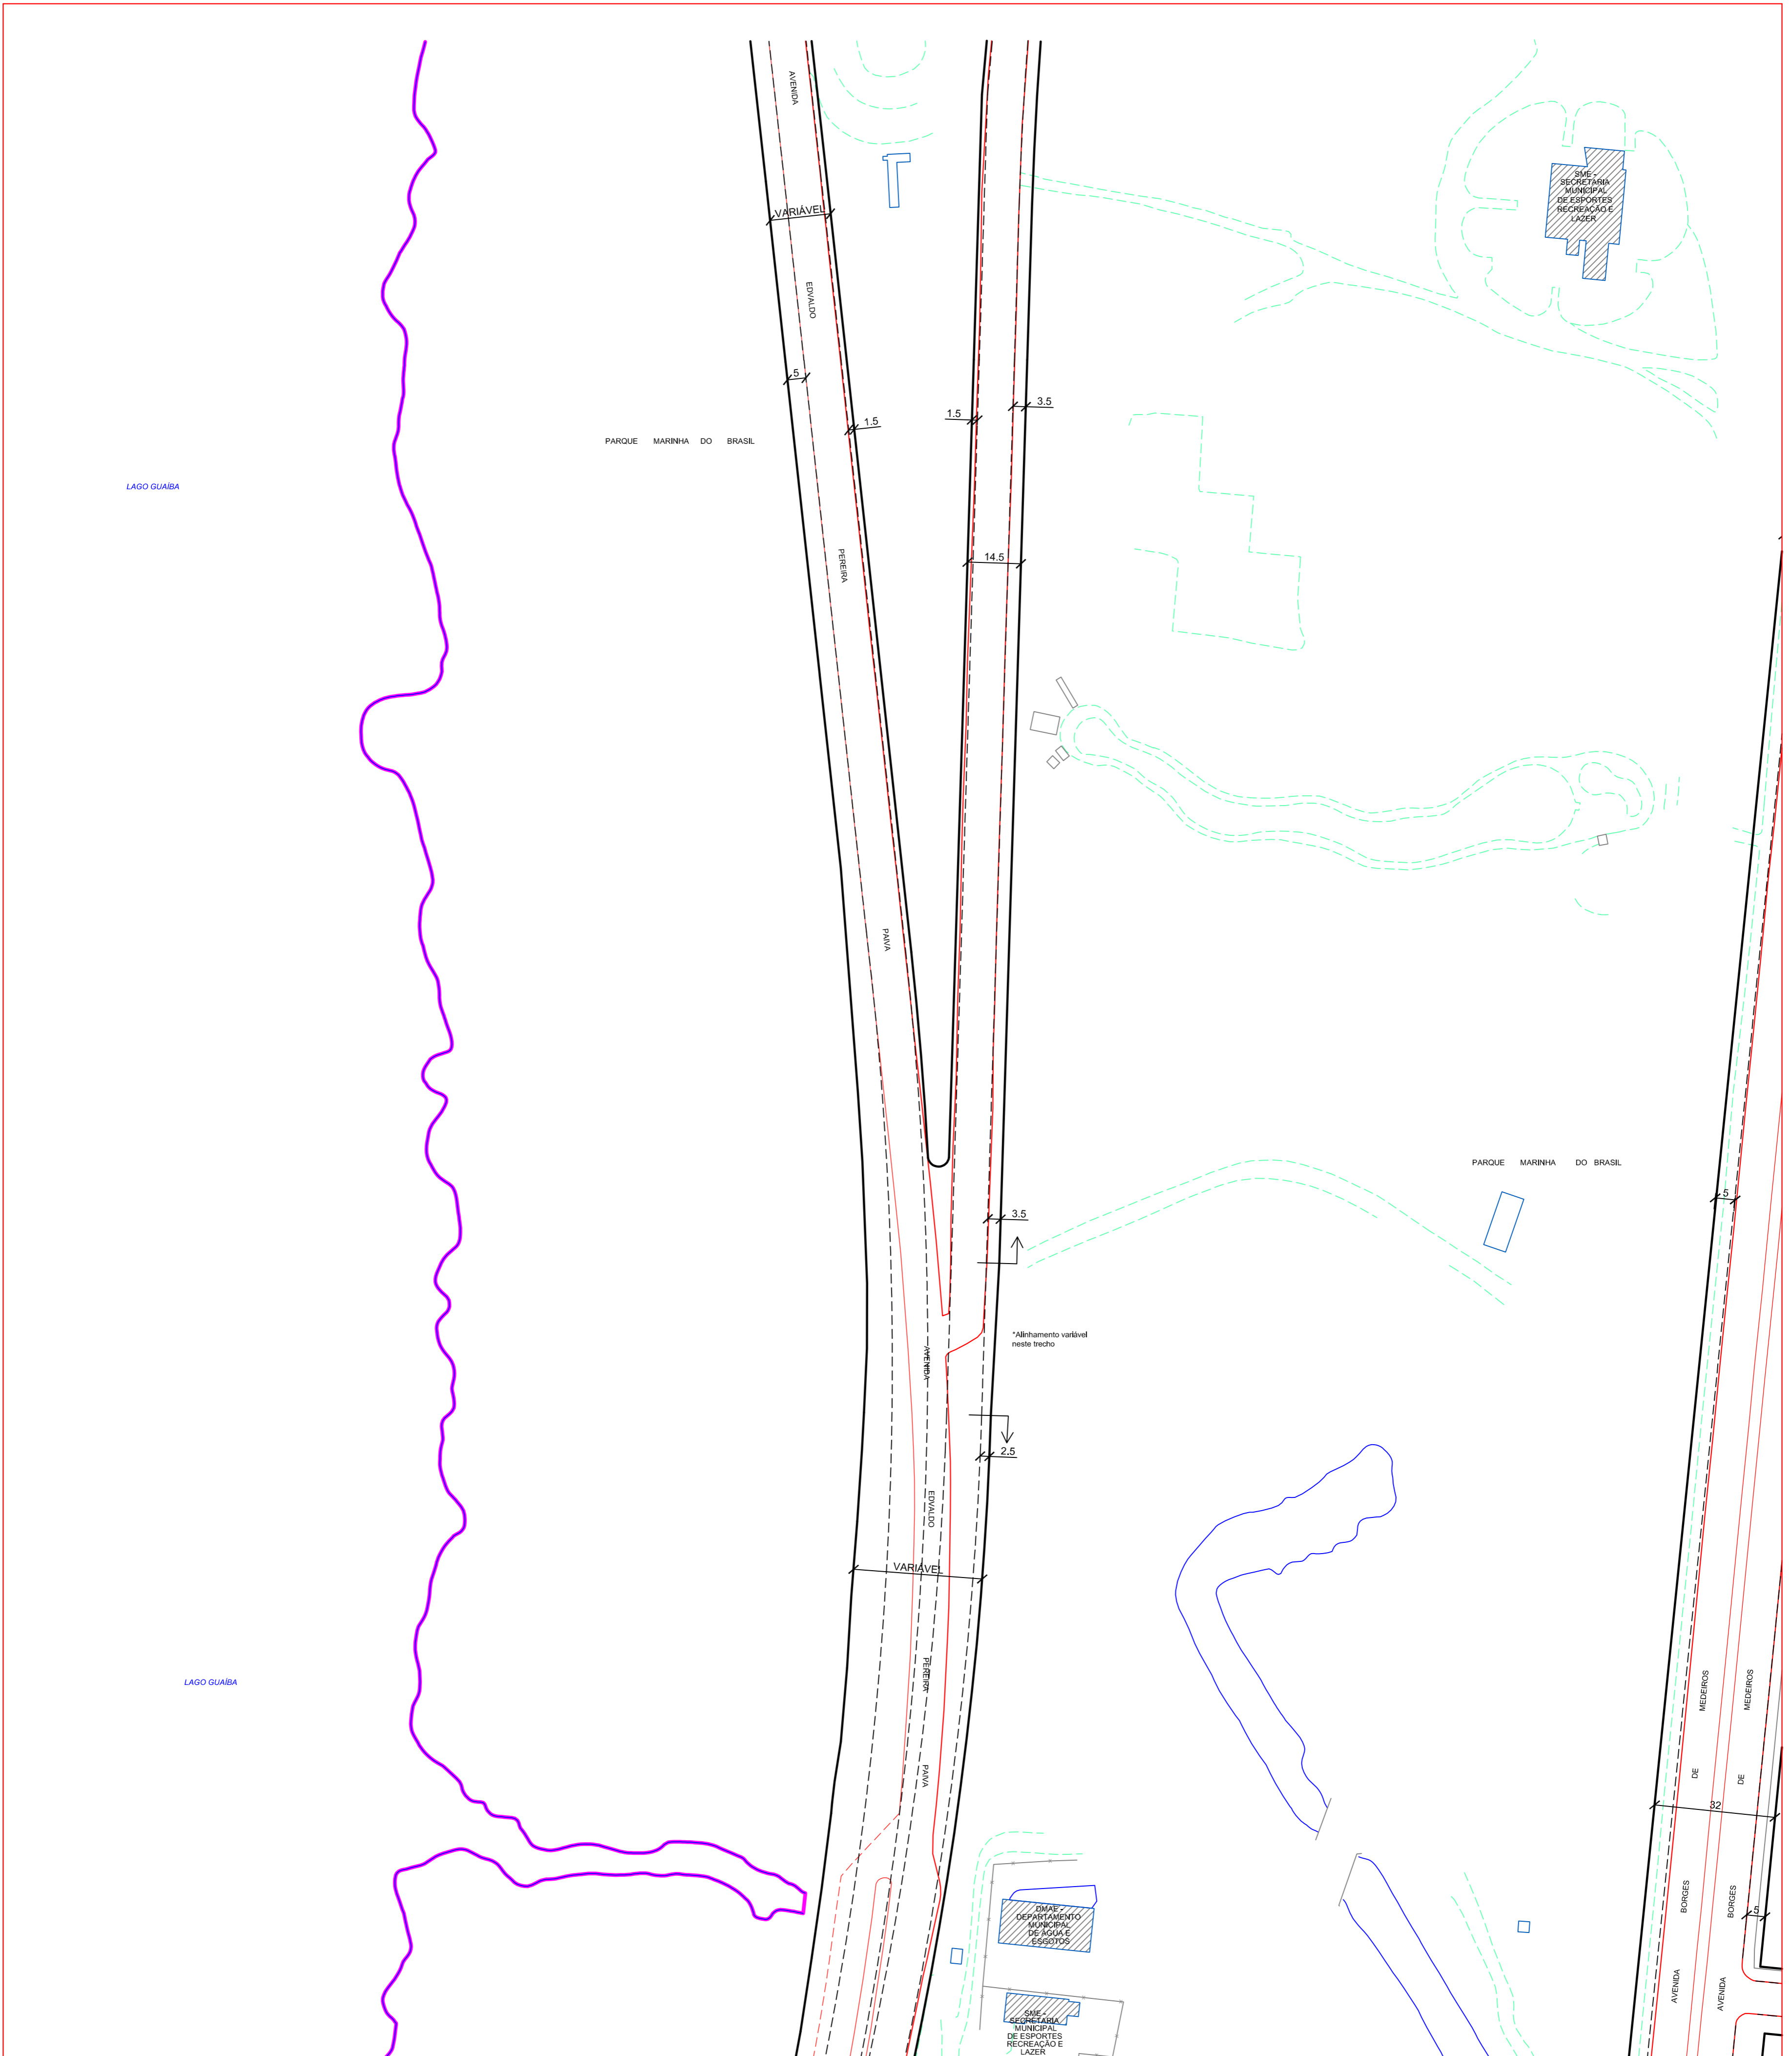 AVENIDA
EDVALDO
PEREIRA
PAIVA
VARIÁVEL
5
1.5
1.5
3.5
14.5
PARQUE MARINHA DO BRASIL
LAGO GUAÍBA
SME -
SECRETARIA
MUNICIPAL
DE ESPORTES
RECREAÇÃO E
LAZER
PARQUE MARINHA DO BRASIL
5
3.5
*Alinhamento variável
neste trecho
2.5
AVENIDA
EDVALDO
PEREIRA
PAIVA
VARIÁVEL
LAGO GUAÍBA
DMAE -
DEPARTAMENTO
MUNICIPAL
DE ÁGUA E
ESGOTOS
SME -
SECRETARIA
MUNICIPAL
DE ESPORTES
RECREAÇÃO E
LAZER
AVENIDA BORGES DE MEDEIROS
AVENIDA BORGES DE MEDEIROS
32
5